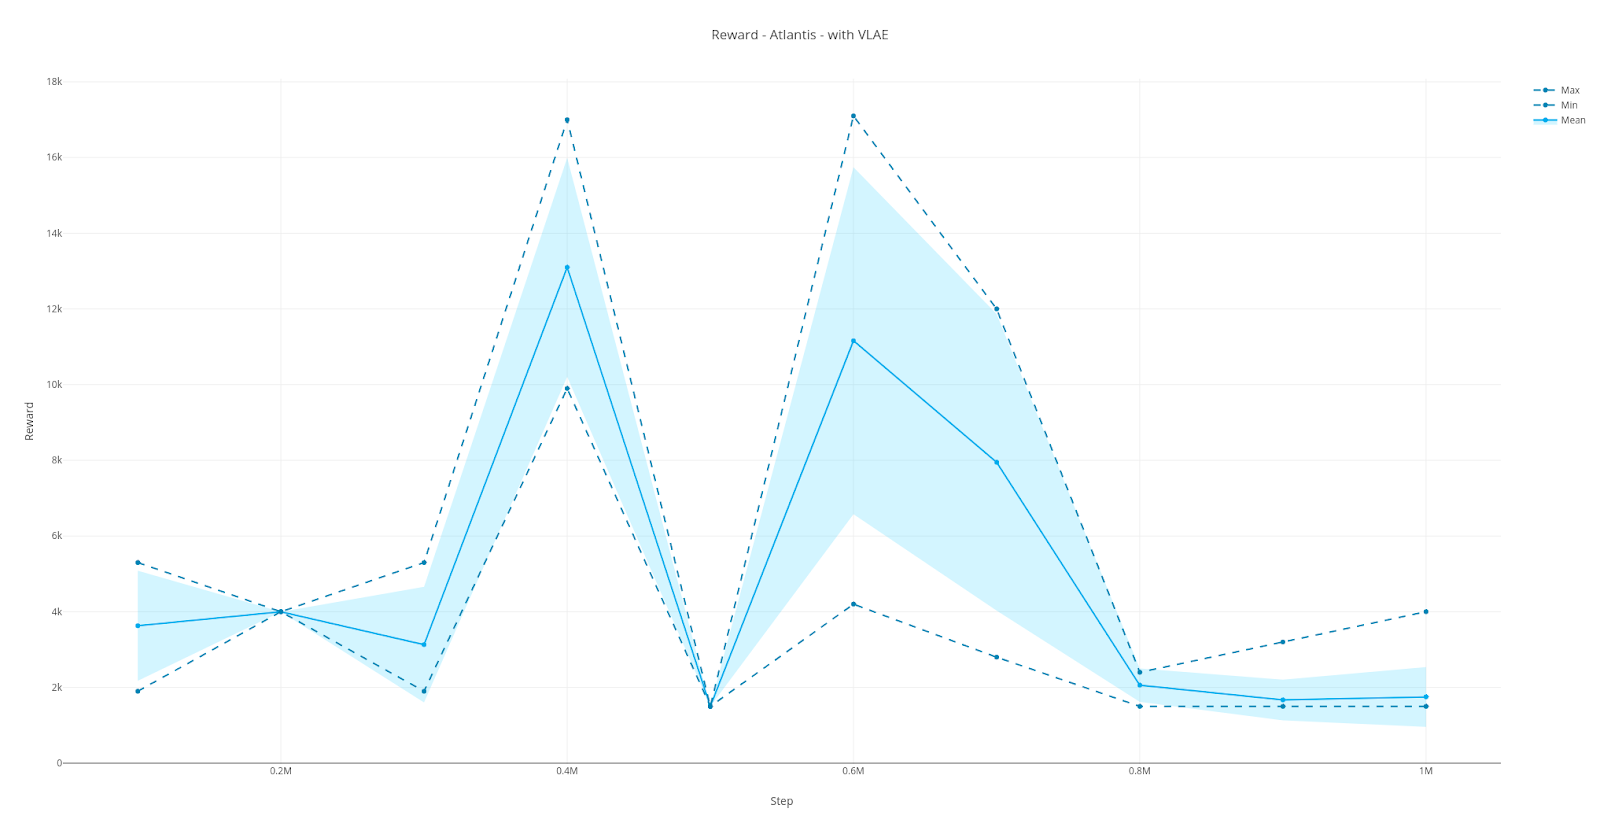 Reward - Atlantis - with VLAE
Max
Min
Mean
18k
16k
14k
12k
10k
8k
6k
4k
2k
0
Reward
0.2M
0.4M
0.6M
0.8M
1M
Step